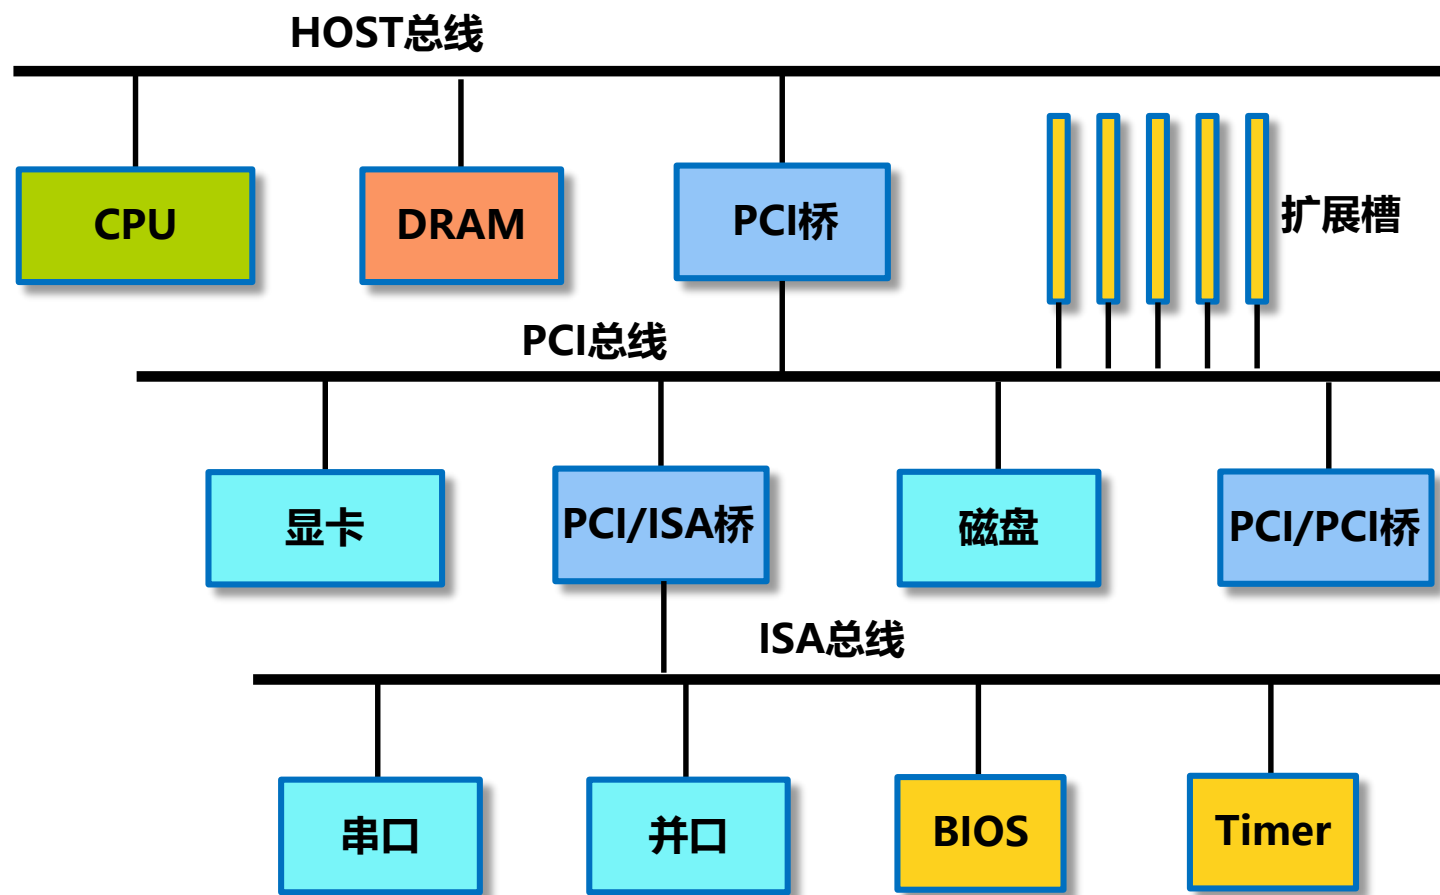 HOST总线
CPU
DRAM
PCI桥
扩展槽
PCI总线
显卡
PCI/ISA桥
磁盘
PCI/PCI桥
ISA总线
串口
并口
BIOS
Timer